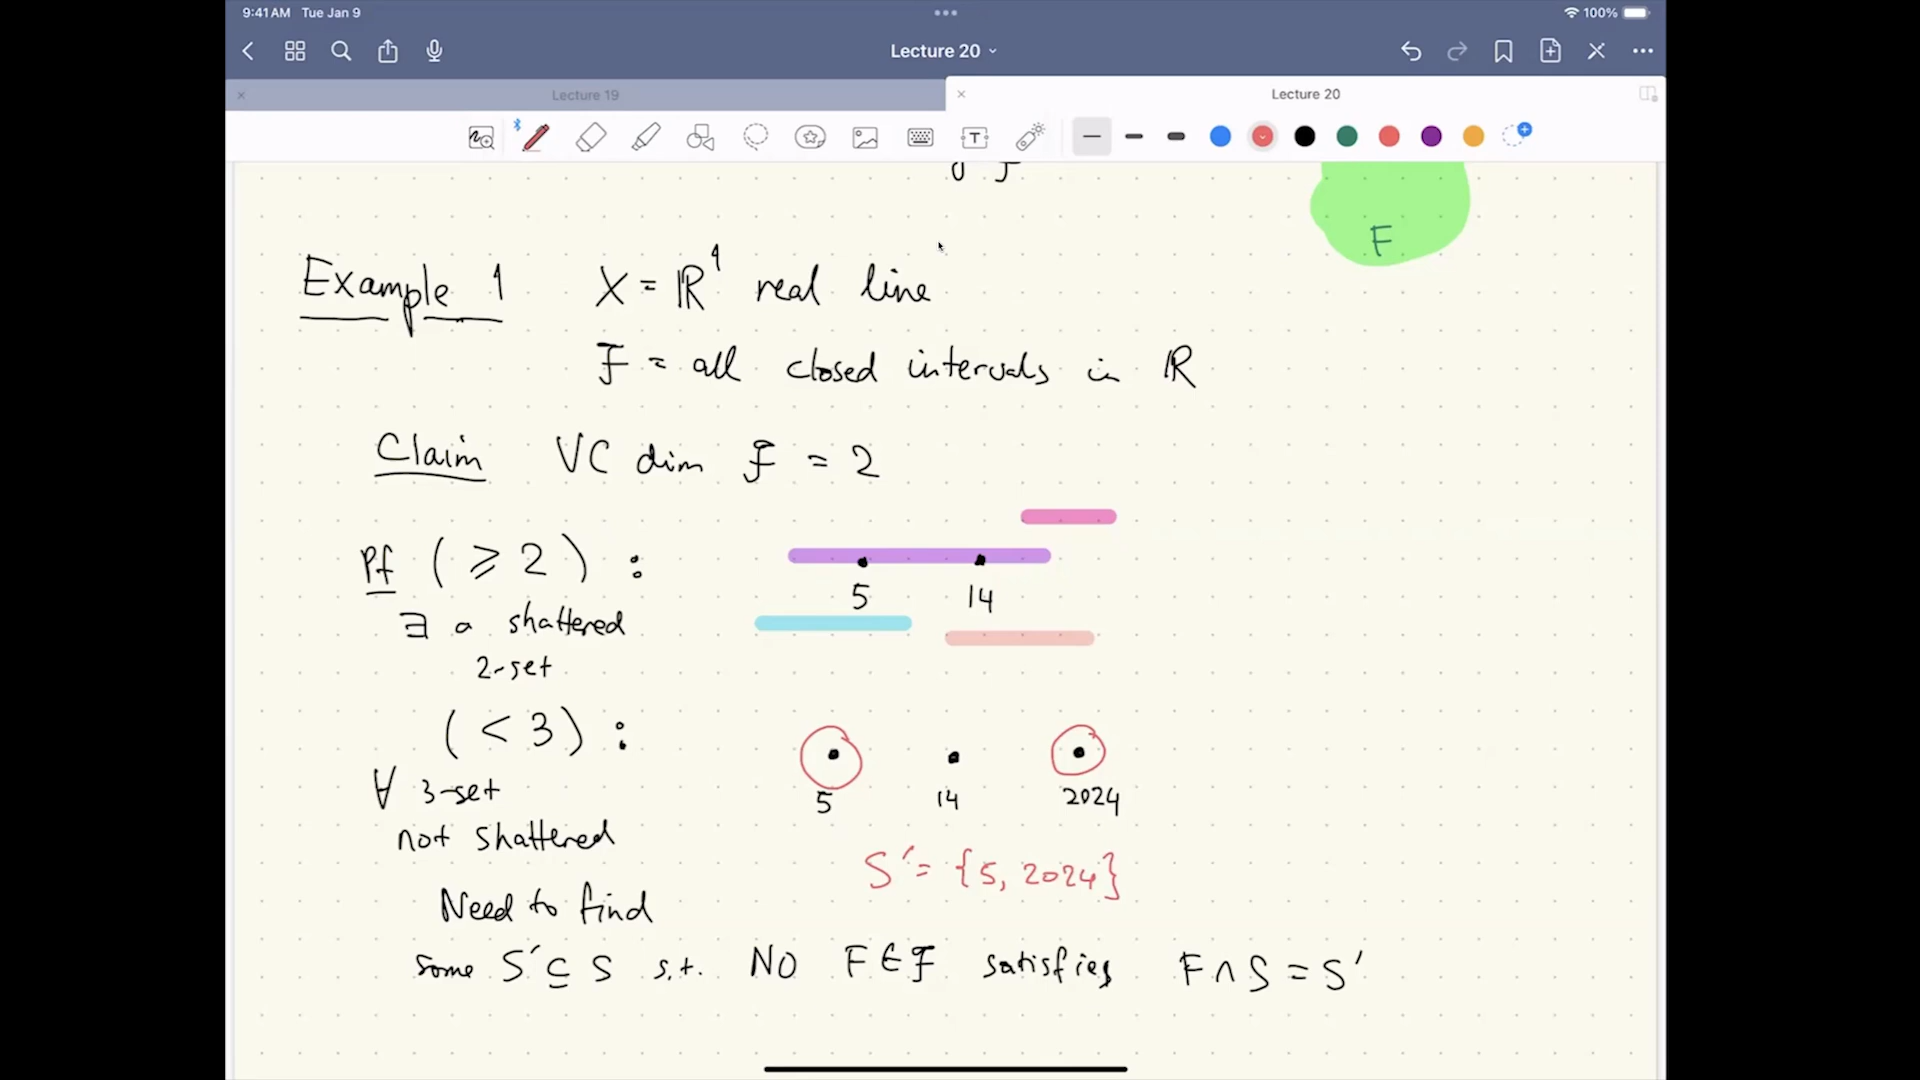 9:41 AM Tue Jan 9
100%
Lecture 20
Lecture 19
Lecture 20
F
Example 1 X = ℝ¹ real line
ℱ = all closed intervals in ℝ
Claim VC dim ℱ = 2
Pf ( ⩾ 2 ) :
5 14
∃ a shattered
2-set
( < 3 ) :
5 14 2024
∀ 3-set
not shattered
S′ = {5, 2024}
Need to find
some S′ ⊆ S s.t. NO F ∈ ℱ satisfies F ∩ S = S′